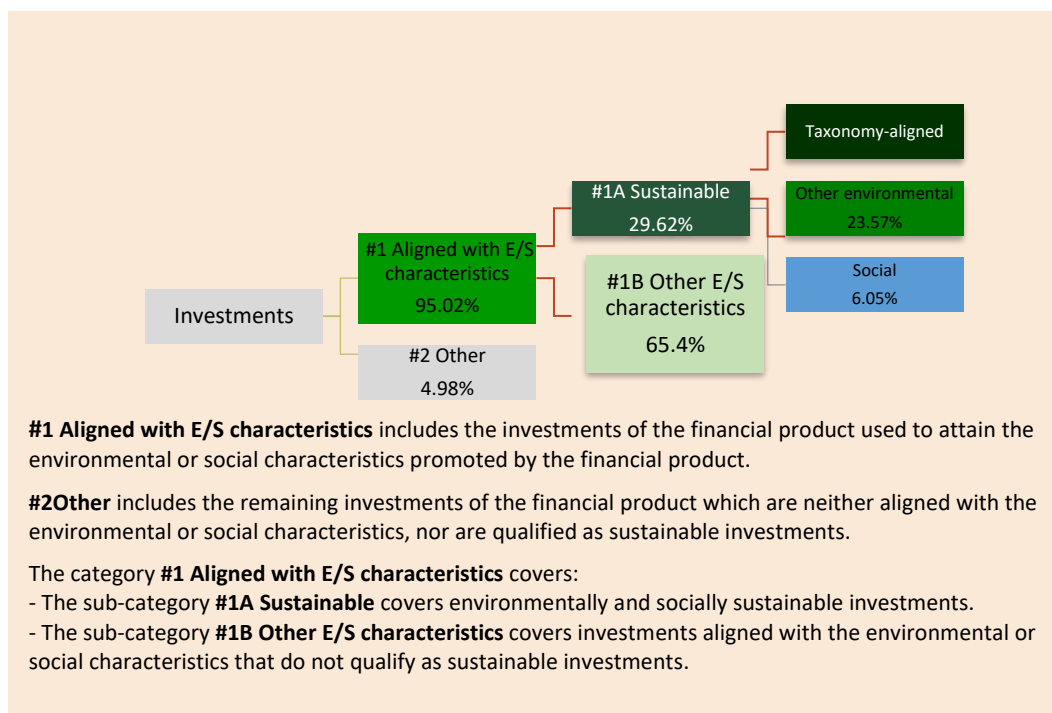 Taxonomy-aligned
#1A Sustainable
29.62%
Other environmental
23.57%
#1 Aligned with E/S
characteristics
95.02%
#1B Other E/S
characteristics
65.4%
Social
6.05%
Investments
#2 Other
4.98%
#1 Aligned with E/S characteristics includes the investments of the financial product used to attain the
environmental or social characteristics promoted by the financial product.
#2Other includes the remaining investments of the financial product which are neither aligned with the
environmental or social characteristics, nor are qualified as sustainable investments.
The category #1 Aligned with E/S characteristics covers:
- The sub-category #1A Sustainable covers environmentally and socially sustainable investments.
- The sub-category #1B Other E/S characteristics covers investments aligned with the environmental or
social characteristics that do not qualify as sustainable investments.